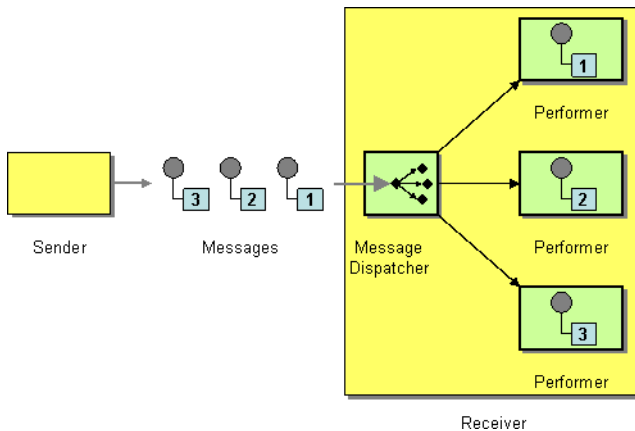 1
Performer
3 2 1
2
Sender
Messages
Message
Dispatcher
Performer
3
Performer
Receiver